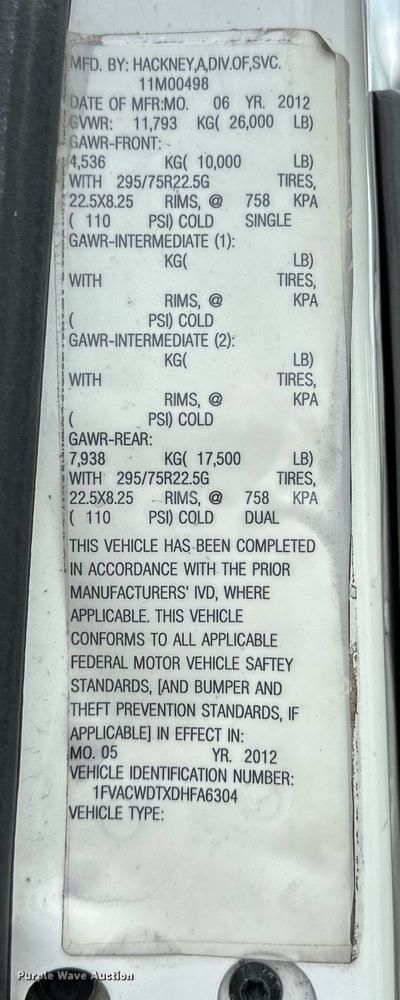 MFD. BY: HACKNEY,A,DIV.OF,SVC.
11M00498
DATE OF MFR:MO. 06 YR. 2012
GVWR: 11,793 KG( 26,000 LB)
GAWR-FRONT:
4,536 KG( 10,000 LB)
WITH 295/75R22.5G TIRES,
22.5X8.25 RIMS, @ 758 KPA
( 110 PSI) COLD SINGLE
GAWR-INTERMEDIATE (1):
KG( LB)
WITH TIRES,
RIMS, @ KPA
( PSI) COLD
GAWR-INTERMEDIATE (2):
KG( LB)
WITH TIRES,
RIMS, @ KPA
( PSI) COLD
GAWR-REAR:
7,938 KG( 17,500 LB)
WITH 295/75R22.5G TIRES,
22.5X8.25 RIMS, @ 758 KPA
( 110 PSI) COLD DUAL
THIS VEHICLE HAS BEEN COMPLETED
IN ACCORDANCE WITH THE PRIOR
MANUFACTURERS' IVD, WHERE
APPLICABLE. THIS VEHICLE
CONFORMS TO ALL APPLICABLE
FEDERAL MOTOR VEHICLE SAFTEY
STANDARDS, [AND BUMPER AND
THEFT PREVENTION STANDARDS, IF
APPLICABLE] IN EFFECT IN:
MO. 05 YR. 2012
VEHICLE IDENTIFICATION NUMBER:
1FVACWDTXDHFA6304
VEHICLE TYPE:
Purple Wave Auction